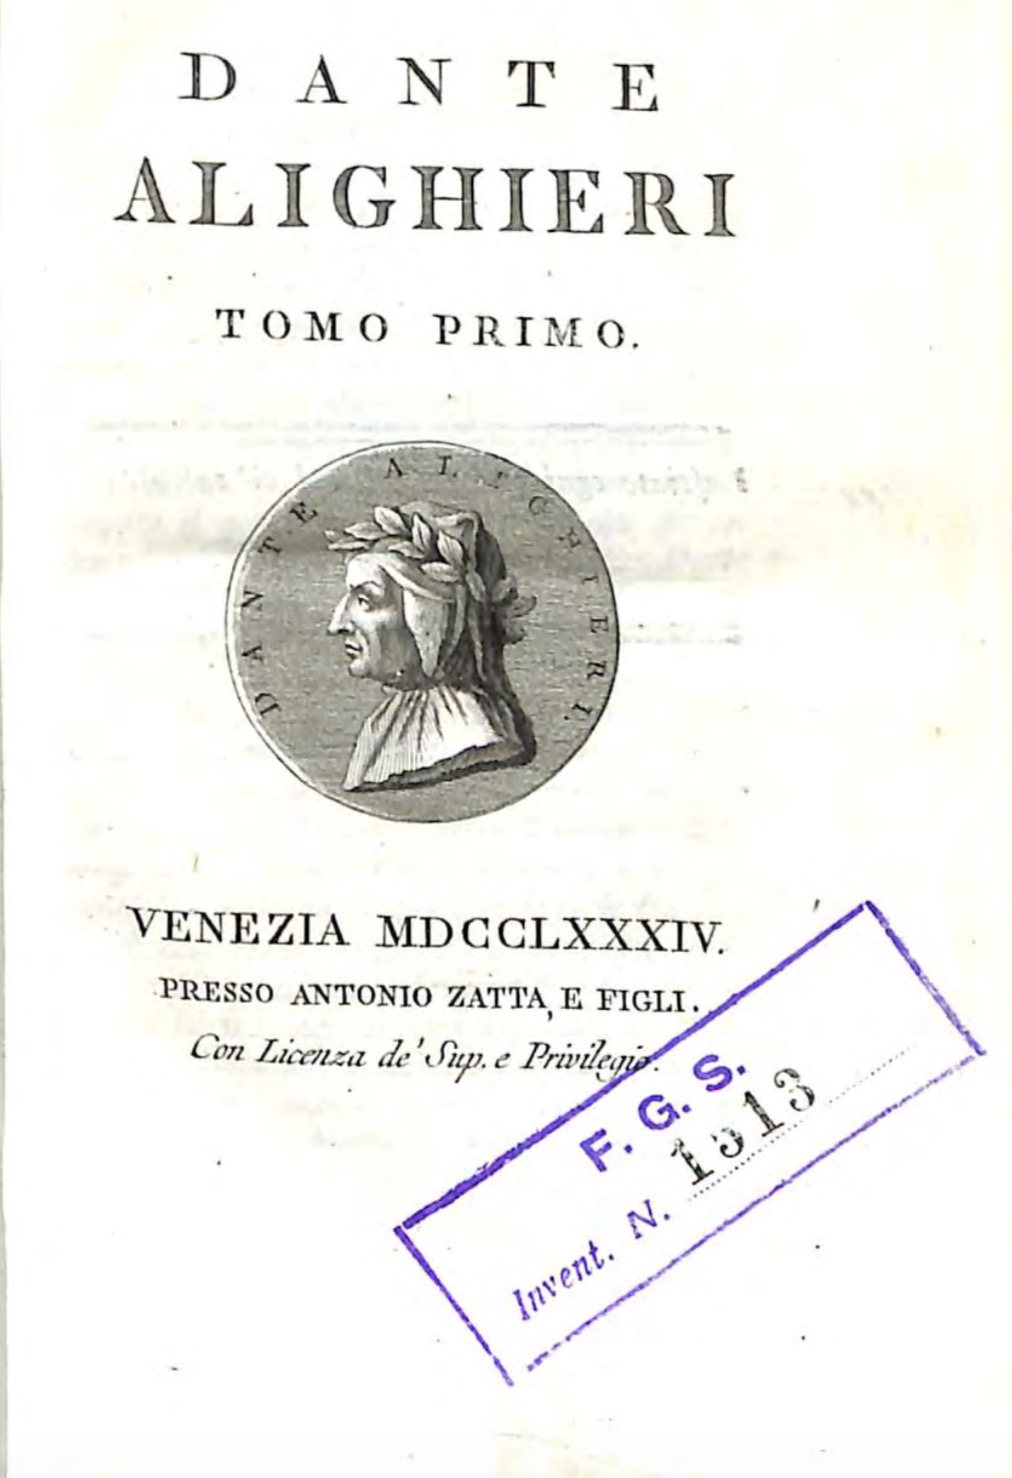 DANTE
ALIGHIERI
TOMO PRIMO.
DANTE ALIGHIERI.
VENEZIA MDCCLXXXIV.
PRESSO ANTONIO ZATTA, E FIGLI.
Con Licenza de' Sup. e Privilegio.
F. G. S.
Invent. N. 1513